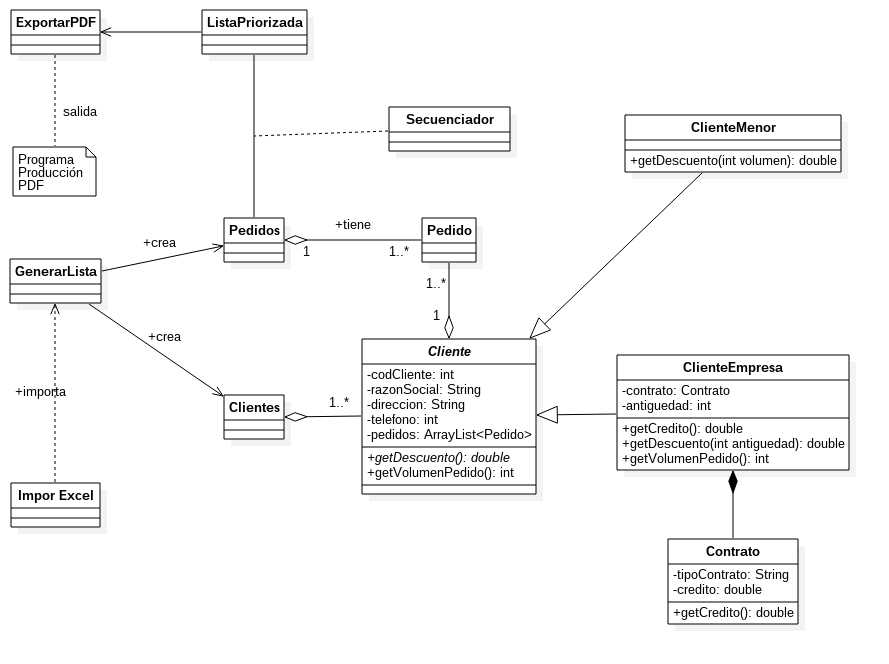 ExportarPDF
ListaPriorizada
salida
Programa
Producción
PDF
Secuenciador
ClienteMenor
+getDescuento(int volumen): double
Pedidos
+tiene
1
1..*
Pedido
+crea
GenerarLista
+crea
+importa
1..*
1
Cliente
-codCliente: int
-razonSocial: String
-direccion: String
-telefono: int
-pedidos: ArrayList<Pedido>
+getDescuento(): double
+getVolumenPedido(): int
Clientes
1..*
ClienteEmpresa
-contrato: Contrato
-antiguedad: int
+getCredito(): double
+getDescuento(int antiguedad): double
+getVolumenPedido(): int
Impor Excel
Contrato
-tipoContrato: String
-credito: double
+getCredito(): double